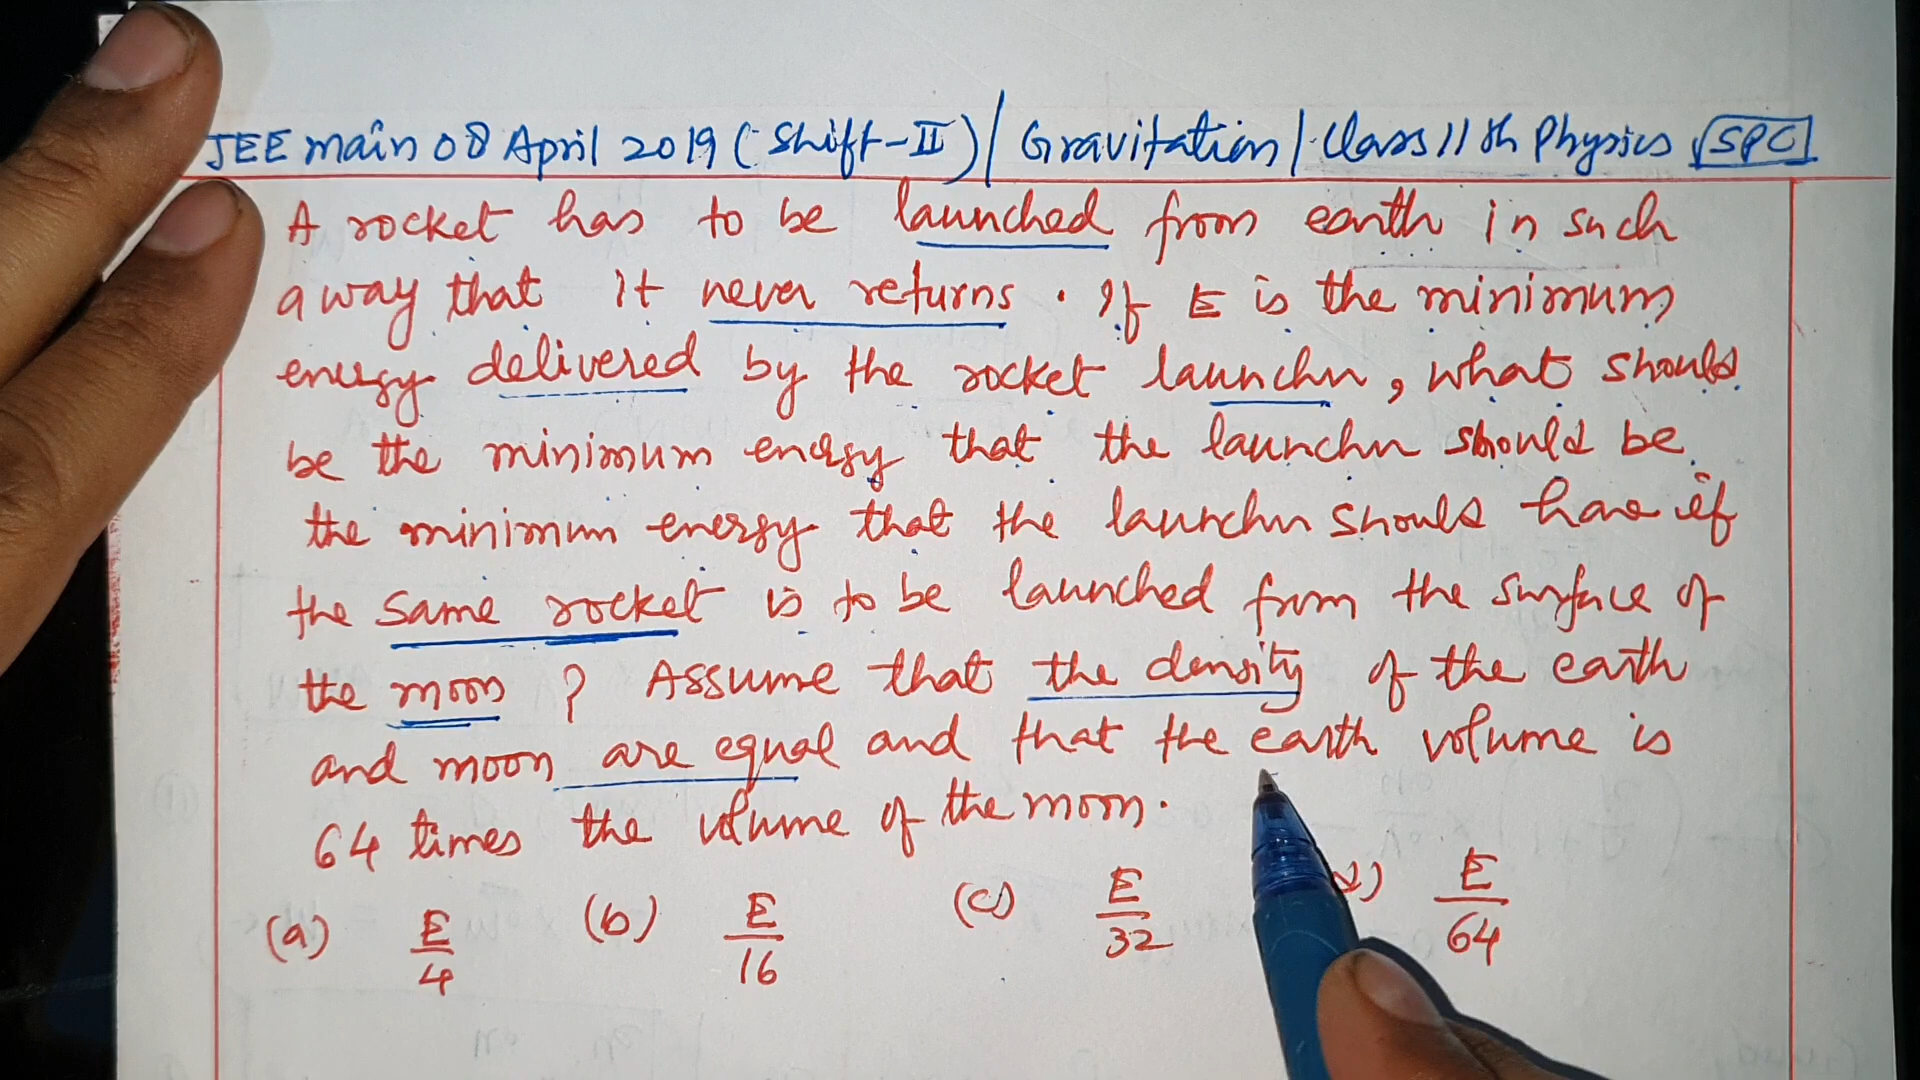 JEE main 08 April 2019 (Shift-II) / Gravitation / Class 11th Physics SPC
A rocket has to be launched from earth in such
a way that it never returns. If E is the minimum
energy delivered by the rocket launcher, what should
be the minimum energy that the launcher should be
the minimum energy that the launcher should have if
the same rocket is to be launched from the surface of
the moon ? Assume that the density of the earth
and moon are equal and that the earth volume is
64 times the volume of the moon.
(a) E/4 (b) E/16 (c) E/32 (d) E/64